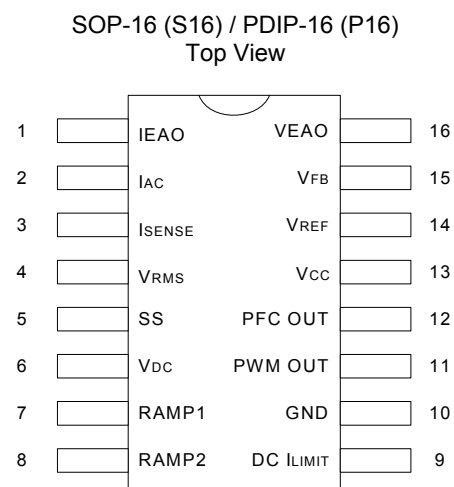 SOP-16 (S16) / PDIP-16 (P16)
Top View
1 IEAO VEAO 16
2 IAC VFB 15
3 ISENSE VREF 14
4 VRMS VCC 13
5 SS PFC OUT 12
6 VDC PWM OUT 11
7 RAMP1 GND 10
8 RAMP2 DC ILIMIT 9